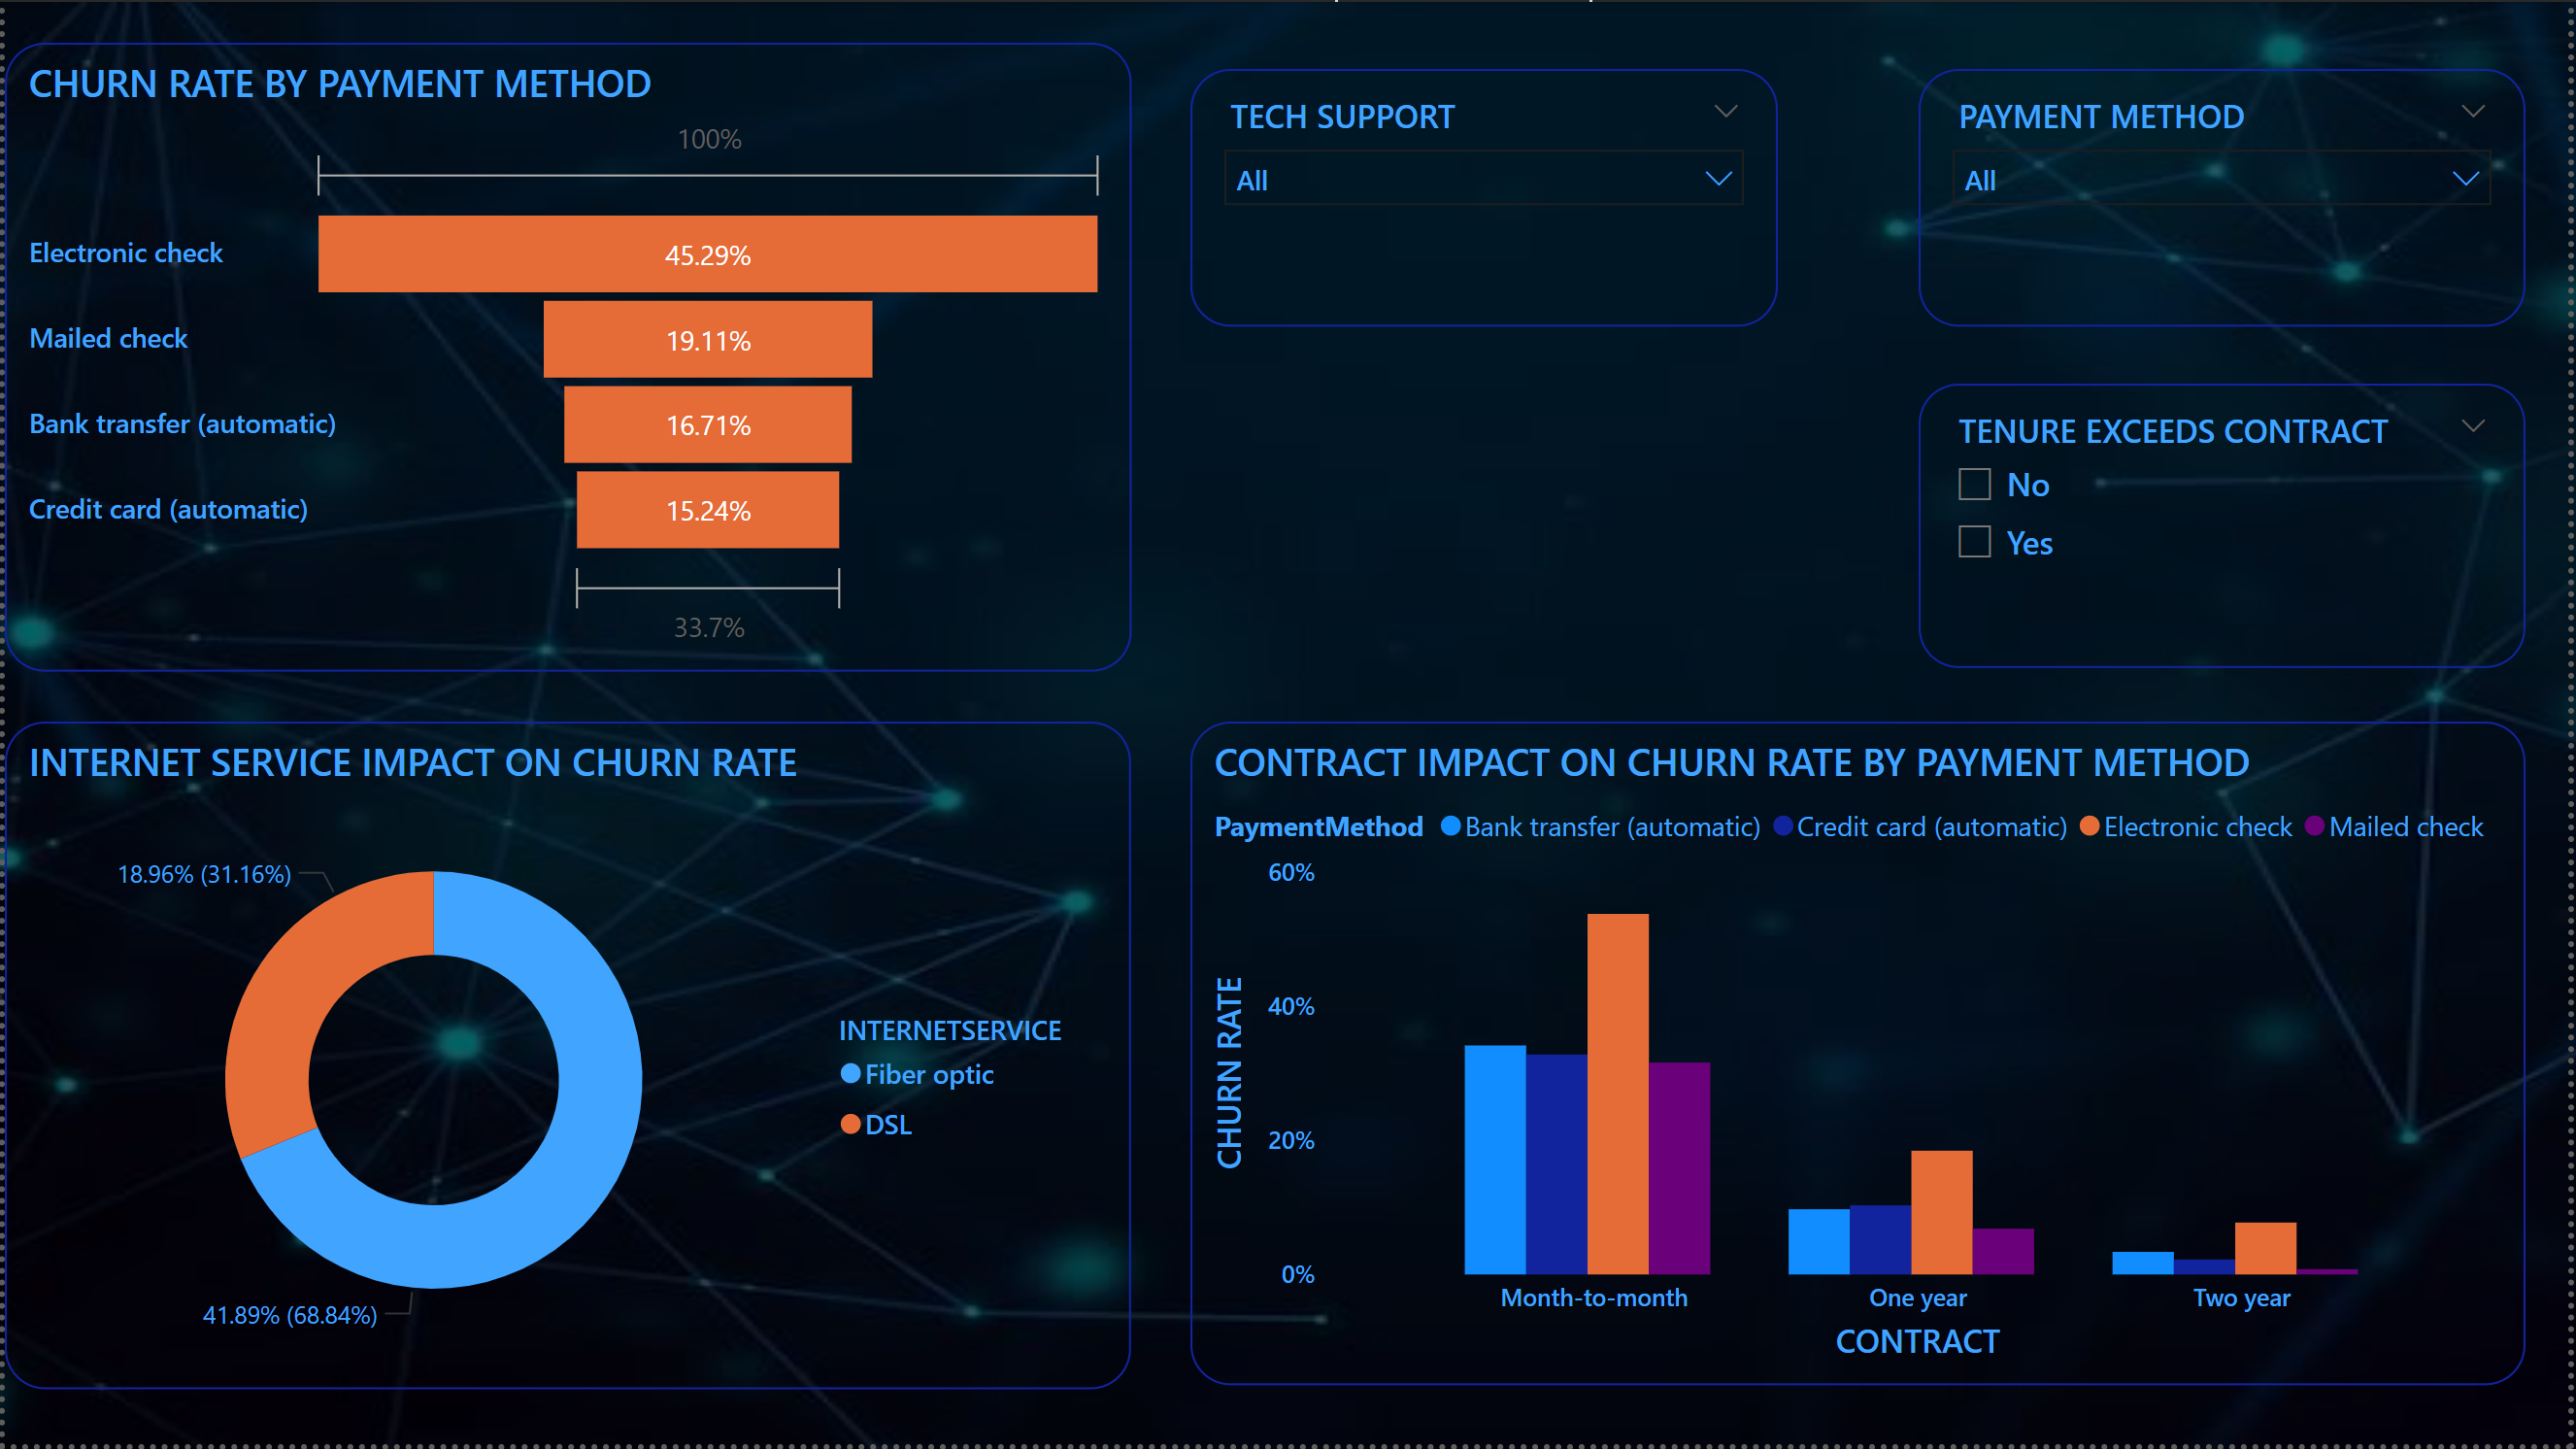 CHURN RATE BY PAYMENT METHOD
100%
Electronic check 45.29%
Mailed check 19.11%
Bank transfer (automatic) 16.71%
Credit card (automatic) 15.24%
33.7%
TECH SUPPORT
All
PAYMENT METHOD
All
TENURE EXCEEDS CONTRACT
No
Yes
INTERNET SERVICE IMPACT ON CHURN RATE
18.96% (31.16%)
41.89% (68.84%)
INTERNETSERVICE
Fiber optic
DSL
CONTRACT IMPACT ON CHURN RATE BY PAYMENT METHOD
PaymentMethod Bank transfer (automatic) Credit card (automatic) Electronic check Mailed check
CHURN RATE
60%
40%
20%
0%
Month-to-month One year Two year
CONTRACT